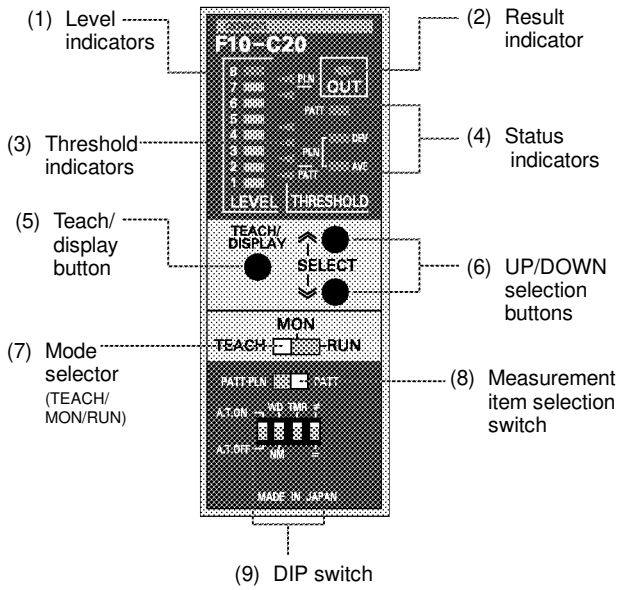 (1) Level indicators
(2) Result indicator
(3) Threshold indicators
(4) Status indicators
(5) Teach/ display button
(6) UP/DOWN selection buttons
(7) Mode selector (TEACH/ MON/RUN)
(8) Measurement item selection switch
(9) DIP switch
F10-C20
8
7
6
5
4
3
2
1
LEVEL
PLN
OUT
PATT
DEV
PLN
AVE
PATT
THRESHOLD
TEACH/ DISPLAY
SELECT
MON
TEACH
RUN
PATT·PLN
PATT
A.T.ON
WD
TMR
≠
A.T.OFF
NM
=
MADE IN JAPAN